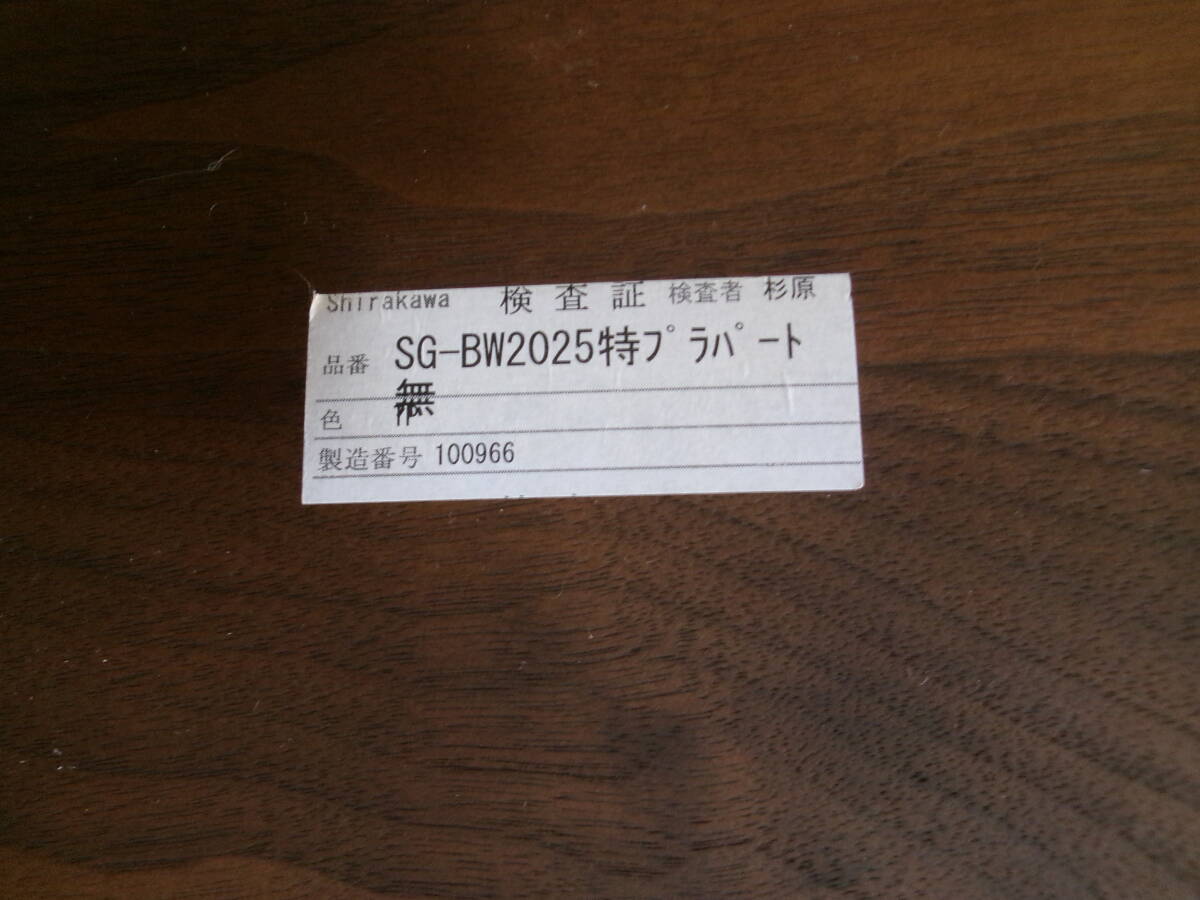 Shirakawa 検査証 検査者 杉原
品番 SG-BW2025特ﾌﾟﾗﾊﾟｰﾄ
無
色
製造番号 100966